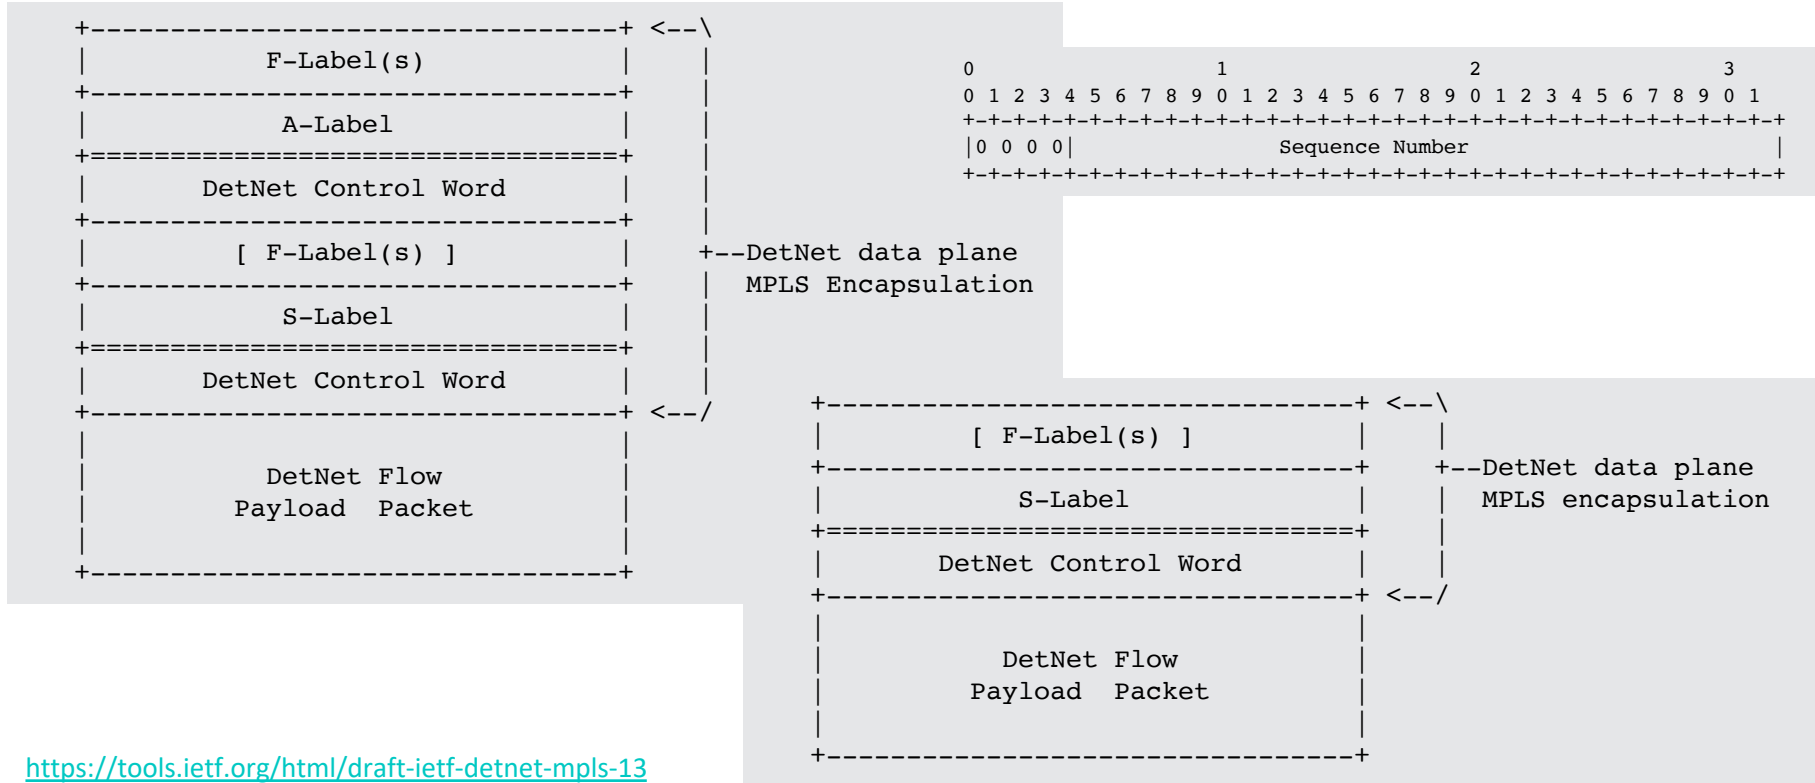 +---------------------------------+ <--\
|           F-Label(s)            |    |
+---------------------------------+    |
|            A-Label              |    |
+=================================+    |
|       DetNet Control Word       |    |
+---------------------------------+    |
|         [ F-Label(s) ]          |    +--DetNet data plane
+---------------------------------+    |  MPLS Encapsulation
|            S-Label              |    |
+=================================+    |
|       DetNet Control Word       |    |
+---------------------------------+ <--/
|                                 |
|           DetNet Flow           |
|         Payload  Packet         |
|                                 |
+---------------------------------+
0                   1                   2                   3
0 1 2 3 4 5 6 7 8 9 0 1 2 3 4 5 6 7 8 9 0 1 2 3 4 5 6 7 8 9 0 1
+-+-+-+-+-+-+-+-+-+-+-+-+-+-+-+-+-+-+-+-+-+-+-+-+-+-+-+-+-+-+-+-+
|0 0 0 0|                Sequence Number                        |
+-+-+-+-+-+-+-+-+-+-+-+-+-+-+-+-+-+-+-+-+-+-+-+-+-+-+-+-+-+-+-+-+
+---------------------------------+ <--\
|         [ F-Label(s) ]          |    |
+---------------------------------+    +--DetNet data plane
|            S-Label              |    |  MPLS encapsulation
+=================================+    |
|       DetNet Control Word       |    |
+---------------------------------+ <--/
|                                 |
|           DetNet Flow           |
|         Payload  Packet         |
|                                 |
+---------------------------------+
https://tools.ietf.org/html/draft-ietf-detnet-mpls-13